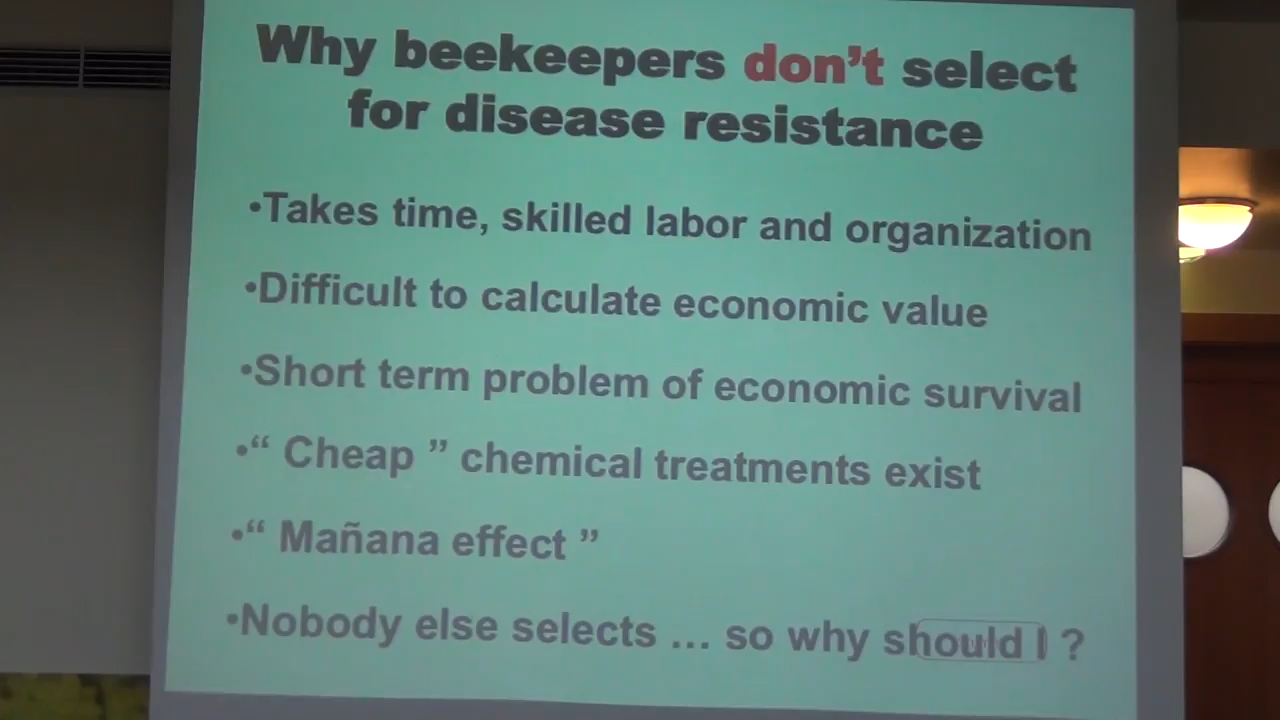 Why beekeepers don't select
for disease resistance
•Takes time, skilled labor and organization
•Difficult to calculate economic value
•Short term problem of economic survival
•“ Cheap ” chemical treatments exist
•“ Mañana effect ”
•Nobody else selects ... so why should I ?